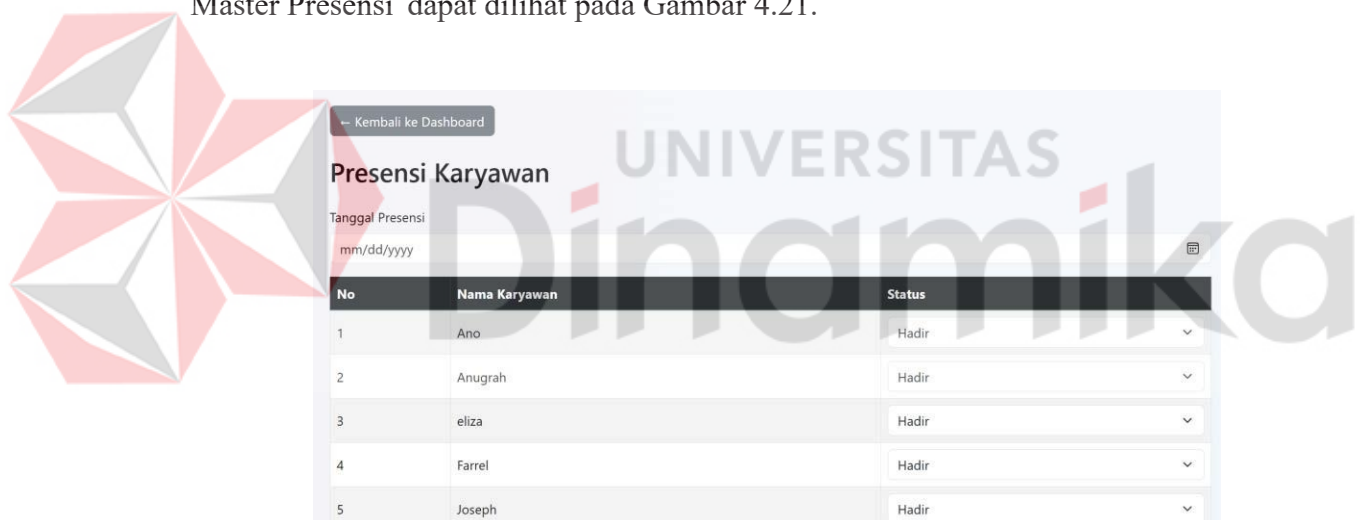 Master Presensi dapat dilihat pada Gambar 4.21.
← Kembali ke Dashboard
UNIVERSITAS
Dinamika
Presensi Karyawan
Tanggal Presensi
mm/dd/yyyy
No Nama Karyawan Status
1 Ano Hadir
2 Anugrah Hadir
3 eliza Hadir
4 Farrel Hadir
5 Joseph Hadir